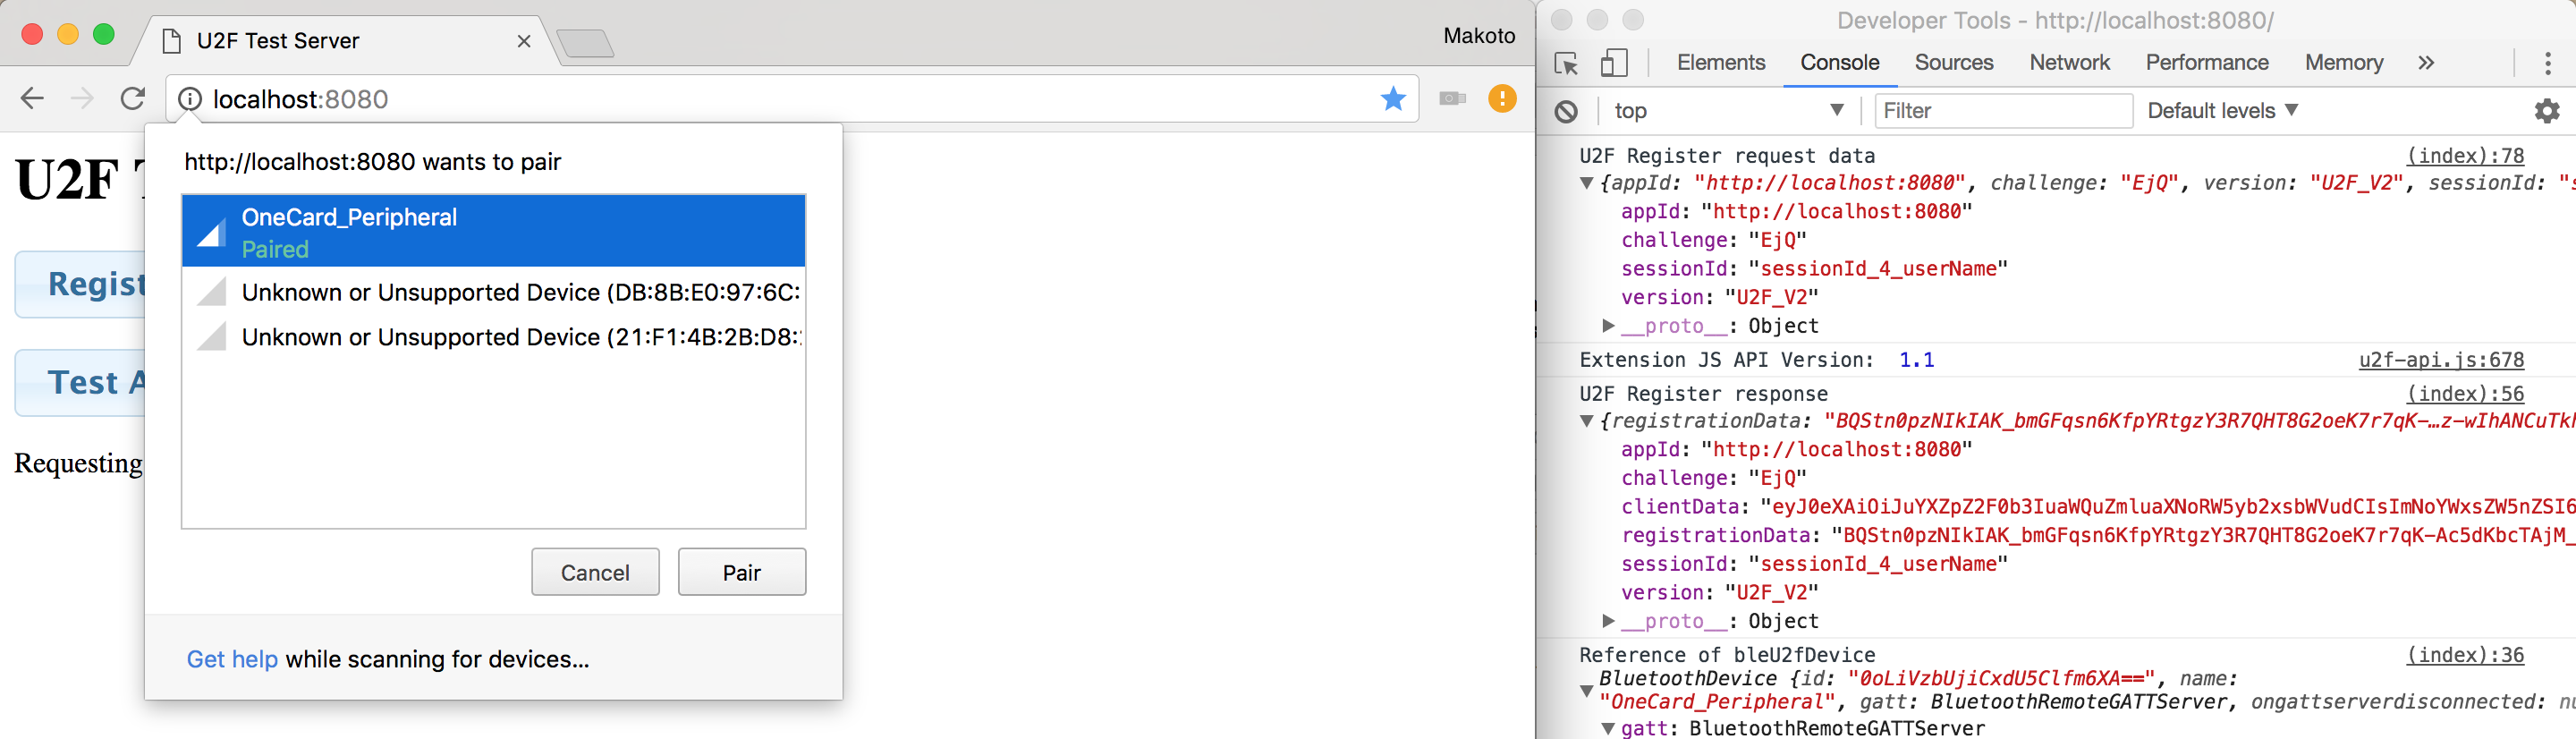 U2F Test Server
Makoto
localhost:8080
http://localhost:8080 wants to pair
U2F
OneCard_Peripheral
Paired
Regist
Unknown or Unsupported Device (DB:8B:E0:97:6C:
Unknown or Unsupported Device (21:F1:4B:2B:D8:
Test A
Requesting
Cancel
Pair
Get help while scanning for devices...
Developer Tools - http://localhost:8080/
Elements Console Sources Network Performance Memory »
top Filter Default levels
U2F Register request data (index):78
{appId: "http://localhost:8080", challenge: "EjQ", version: "U2F_V2", sessionId: "s
appId: "http://localhost:8080"
challenge: "EjQ"
sessionId: "sessionId_4_userName"
version: "U2F_V2"
__proto__: Object
Extension JS API Version: 1.1 u2f-api.js:678
U2F Register response (index):56
{registrationData: "BQStn0pzNIkIAK_bmGFqsn6KfpYRtgzY3R7QHT8G2oeK7r7qK-…z-wIhANCuTkh
appId: "http://localhost:8080"
challenge: "EjQ"
clientData: "eyJ0eXAiOiJuYXZpZ2F0b3IuaWQuZmluaXNoRW5yb2xsbWVudCIsImNoYWxsZW5nZSI6
registrationData: "BQStn0pzNIkIAK_bmGFqsn6KfpYRtgzY3R7QHT8G2oeK7r7qK-Ac5dKbcTAjM_
sessionId: "sessionId_4_userName"
version: "U2F_V2"
__proto__: Object
Reference of bleU2fDevice (index):36
BluetoothDevice {id: "0oLiVzbUjiCxdU5Clfm6XA==", name:
"OneCard_Peripheral", gatt: BluetoothRemoteGATTServer, ongattserverdisconnected: nu
gatt: BluetoothRemoteGATTServer